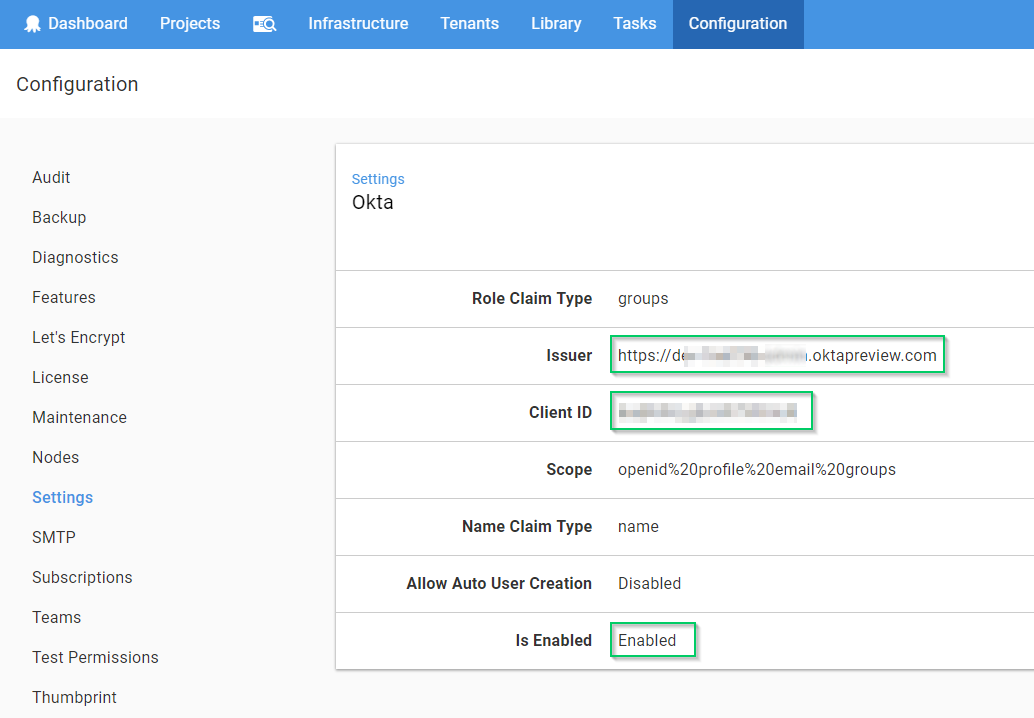 Dashboard Projects Infrastructure Tenants Library Tasks Configuration
Configuration
Audit
Backup
Diagnostics
Features
Let's Encrypt
License
Maintenance
Nodes
Settings
SMTP
Subscriptions
Teams
Test Permissions
Thumbprint
Settings
Okta
Role Claim Type groups
Issuer https://de .oktapreview.com
Client ID
Scope openid%20profile%20email%20groups
Name Claim Type name
Allow Auto User Creation Disabled
Is Enabled Enabled